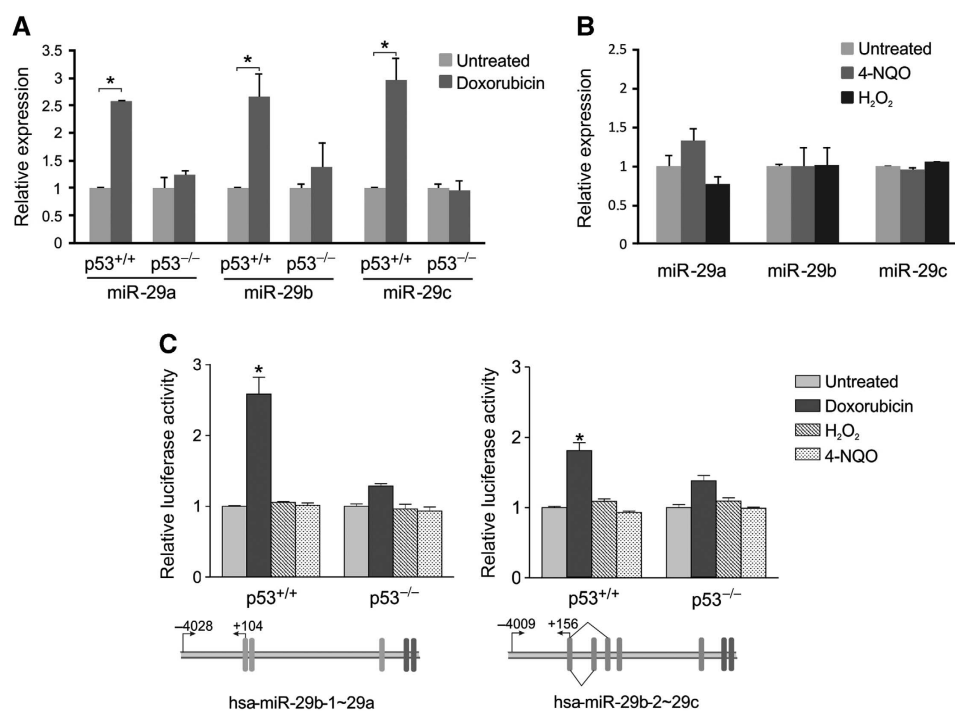 A
Relative expression
3.5
3
2.5
2
1.5
1
0.5
0
*
*
*
Untreated
Doxorubicin
p53+/+ p53−/− p53+/+ p53−/− p53+/+ p53−/−
miR-29a miR-29b miR-29c
B
Relative expression
2.5
2
1.5
1
0.5
0
Untreated
4-NQO
H₂O₂
miR-29a miR-29b miR-29c
C
Relative luciferase activity
3
2
1
0
*
p53+/+ p53−/−
−4028 +104
hsa-miR-29b-1~29a
Relative luciferase activity
3
2
1
0
*
p53+/+ p53−/−
−4009 +156
hsa-miR-29b-2~29c
Untreated
Doxorubicin
H₂O₂
4-NQO